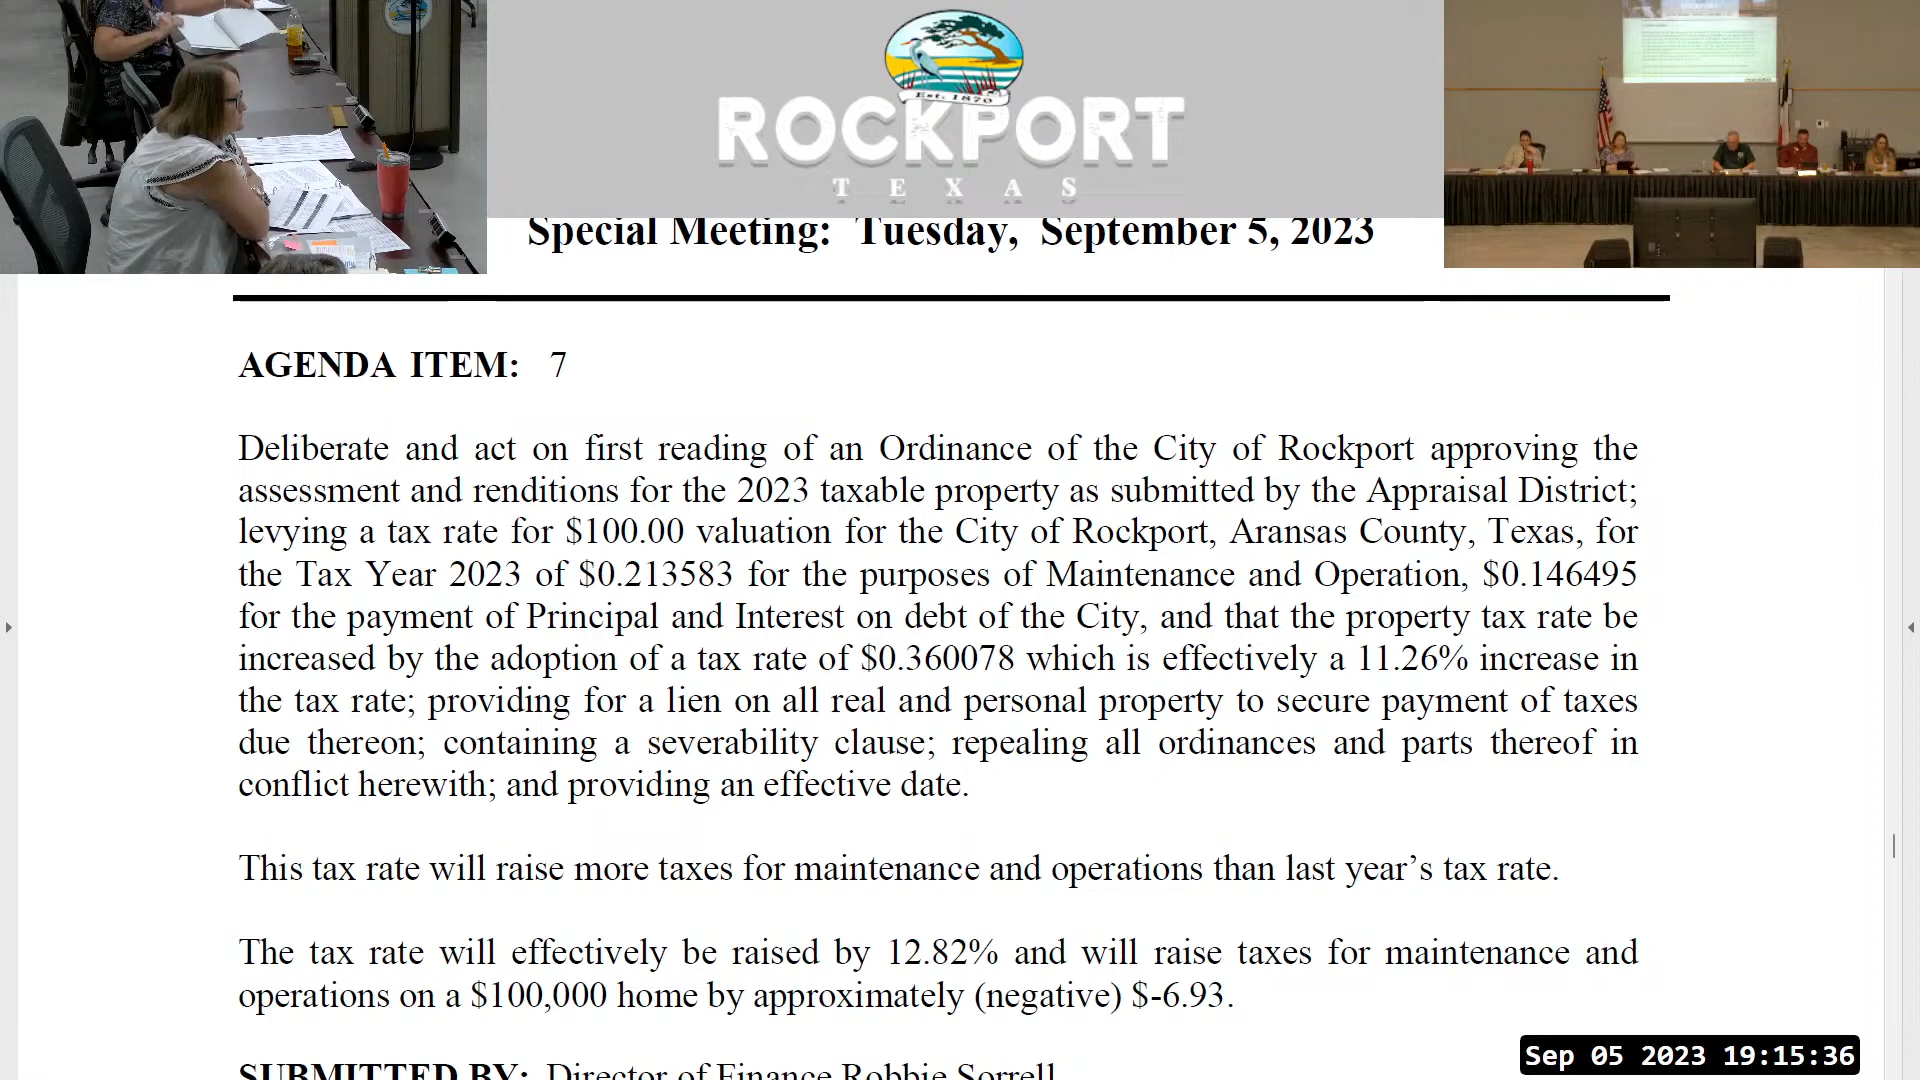 Est. 1870
ROCKPORT
TEXAS
Special Meeting: Tuesday, September 5, 2023
AGENDA ITEM: 7
Deliberate and act on first reading of an Ordinance of the City of Rockport approving the
assessment and renditions for the 2023 taxable property as submitted by the Appraisal District;
levying a tax rate for $100.00 valuation for the City of Rockport, Aransas County, Texas, for
the Tax Year 2023 of $0.213583 for the purposes of Maintenance and Operation, $0.146495
for the payment of Principal and Interest on debt of the City, and that the property tax rate be
increased by the adoption of a tax rate of $0.360078 which is effectively a 11.26% increase in
the tax rate; providing for a lien on all real and personal property to secure payment of taxes
due thereon; containing a severability clause; repealing all ordinances and parts thereof in
conflict herewith; and providing an effective date.
This tax rate will raise more taxes for maintenance and operations than last year’s tax rate.
The tax rate will effectively be raised by 12.82% and will raise taxes for maintenance and
operations on a $100,000 home by approximately (negative) $-6.93.
SUBMITTED BY: Director of Finance Robbie Sorrell
Sep 05 2023 19:15:36